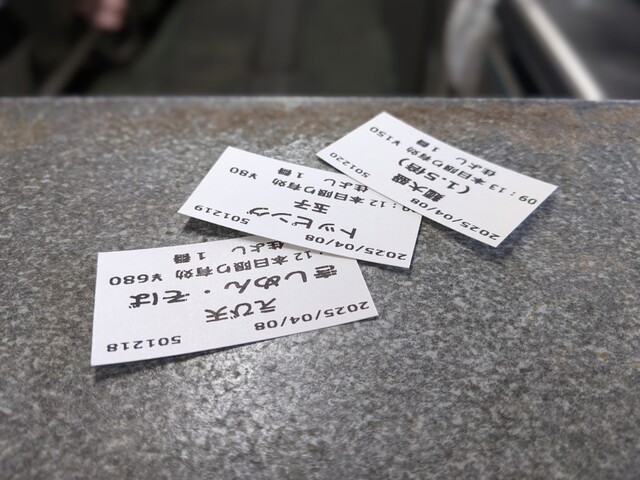 2025/04/08 501218
えび天
きしめん・そば
:12 本日限り有効 ¥680
住よし 1番
2025/04/08 501219
トッピング
玉子
09:12 本日限り有効 ¥80
住よし 1番
2025/04/08 501220
麺大盛
(1.5倍)
09:13 本日限り有効 ¥150
住よし 1番